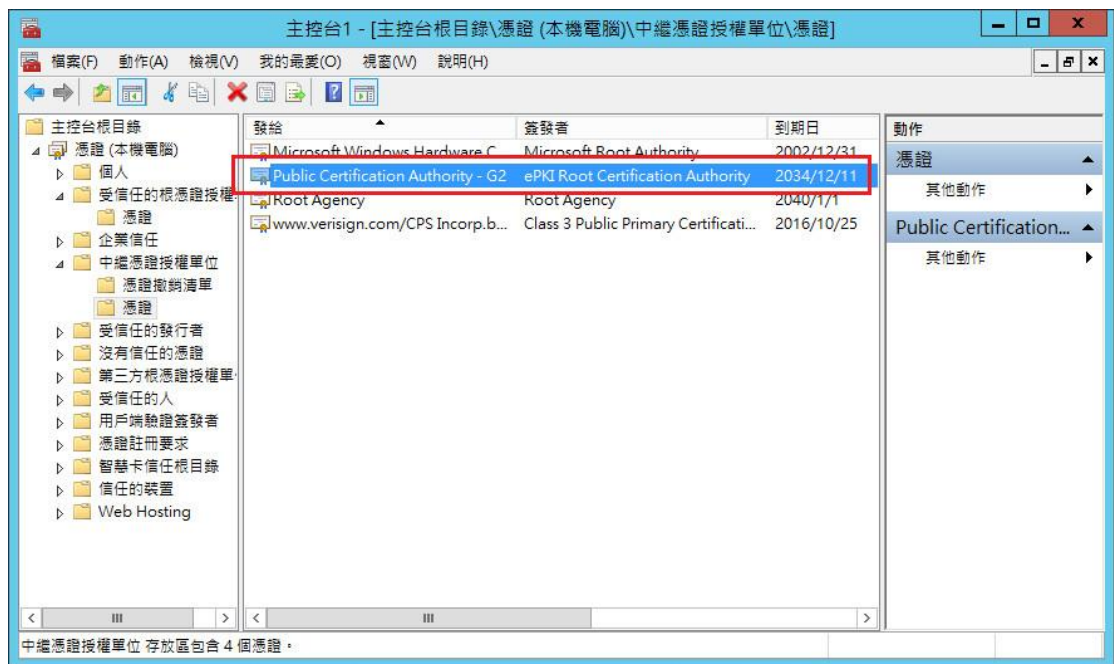 主控台1 - [主控台根目錄\憑證 (本機電腦)\中繼憑證授權單位\憑證]
檔案(F) 動作(A) 檢視(V) 我的最愛(O) 視窗(W) 說明(H)
主控台根目錄
憑證 (本機電腦)
個人
受信任的根憑證授權
憑證
企業信任
中繼憑證授權單位
憑證撤銷清單
憑證
受信任的發行者
沒有信任的憑證
第三方根憑證授權單
受信任的人
用戶端驗證簽發者
憑證註冊要求
智慧卡信任根目錄
信任的裝置
Web Hosting
發給 簽發者 到期日
Microsoft Windows Hardware C... Microsoft Root Authority 2002/12/31
Public Certification Authority - G2 ePKI Root Certification Authority 2034/12/11
Root Agency Root Agency 2040/1/1
www.verisign.com/CPS Incorp.b... Class 3 Public Primary Certificati... 2016/10/25
動作
憑證
其他動作
Public Certification...
其他動作
中繼憑證授權單位 存放區包含 4 個憑證。